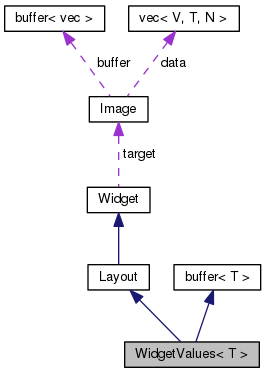 buffer< vec >
vec< V, T, N >
buffer
data
Image
target
Widget
Layout
buffer< T >
WidgetValues< T >